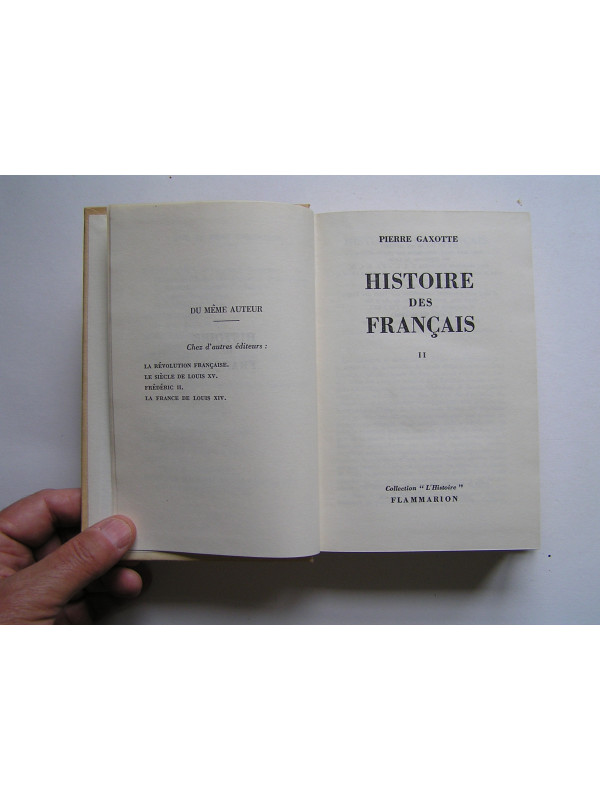 DU MÊME AUTEUR
Chez d'autres éditeurs :
LA RÉVOLUTION FRANÇAISE.
LE SIÈCLE DE LOUIS XV.
FRÉDÉRIC II.
LA FRANCE DE LOUIS XIV.
PIERRE GAXOTTE
HISTOIRE
DES
FRANÇAIS
II
Collection " L'Histoire "
FLAMMARION